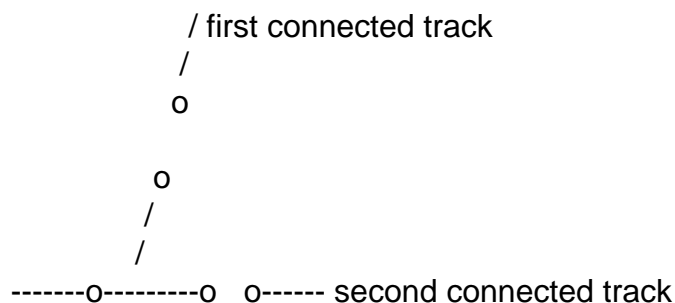 / first connected track
/
o
o
/
/
-------o---------o o------ second connected track